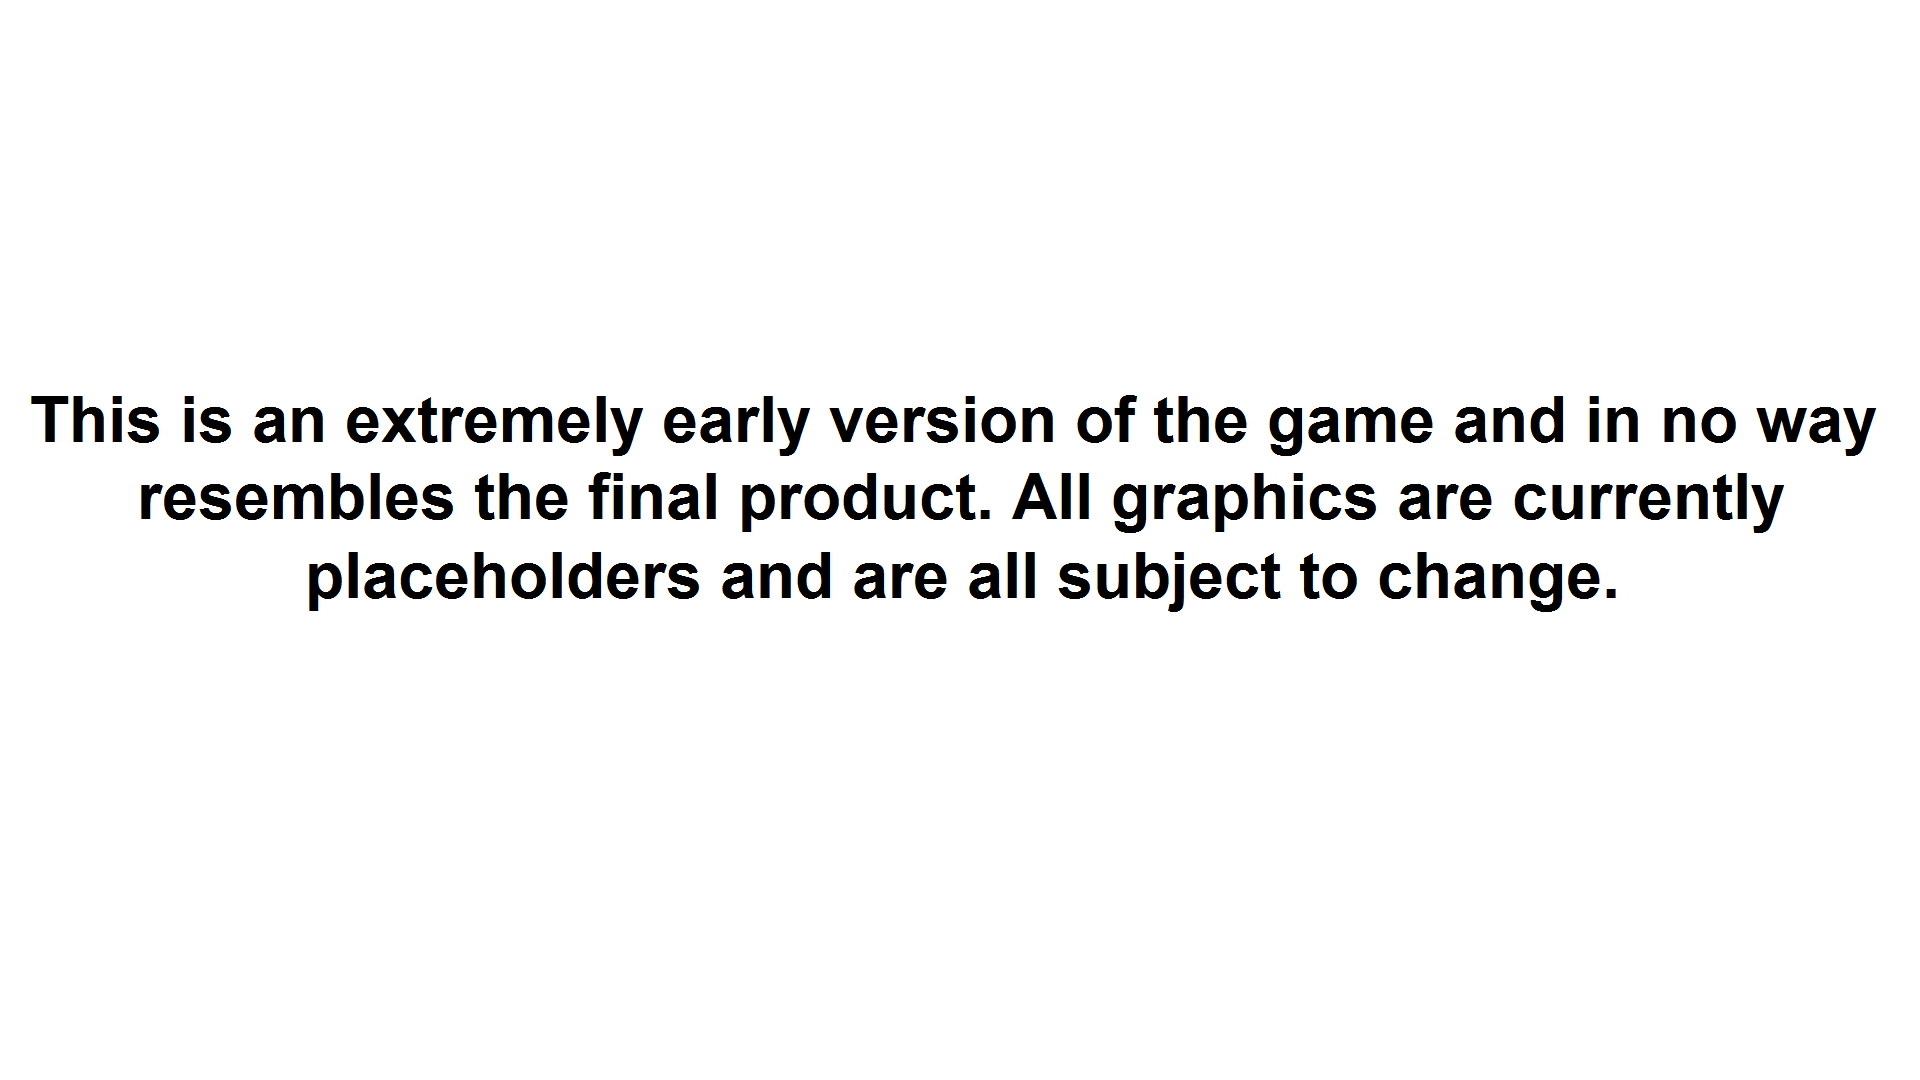 This is an extremely early version of the game and in no way
resembles the final product. All graphics are currently
placeholders and are all subject to change.